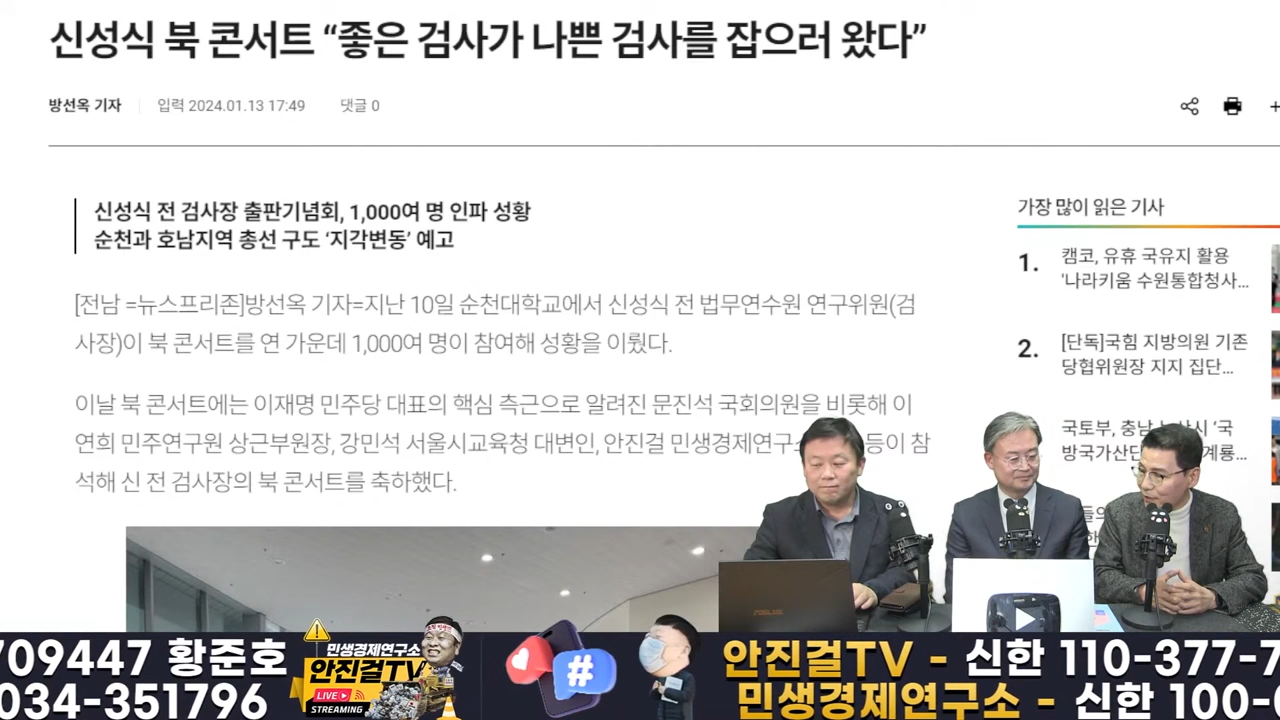 신성식 북 콘서트 “좋은 검사가 나쁜 검사를 잡으러 왔다”
방선옥 기자
입력 2024.01.13 17:49
댓글 0
신성식 전 검사장 출판기념회, 1,000여 명 인파 성황
순천과 호남지역 총선 구도 ‘지각변동’ 예고
[전남 =뉴스프리존]방선옥 기자=지난 10일 순천대학교에서 신성식 전 법무연수원 연구위원(검
사장)이 북 콘서트를 연 가운데 1,000여 명이 참여해 성황을 이뤘다.
이날 북 콘서트에는 이재명 민주당 대표의 핵심 측근으로 알려진 문진석 국회의원을 비롯해 이
연희 민주연구원 상근부원장, 강민석 서울시교육청 대변인, 안진걸 민생경제연구 등이 참
석해 신 전 검사장의 북 콘서트를 축하했다.
가장 많이 읽은 기사
1. 캠코, 유휴 국유지 활용
'나라키움 수원통합청사...
2. [단독]국힘 지방의원 기존
당협위원장 지지 집단...
국토부, 충남 시 ‘국
방국가산단 계룡...
ASUS
709447 황준호
034-351796
민생경제연구소
안진걸TV
LIVE
STREAMING
#
안진걸TV - 신한 110-377-7
민생경제연구소 - 신한 100-0